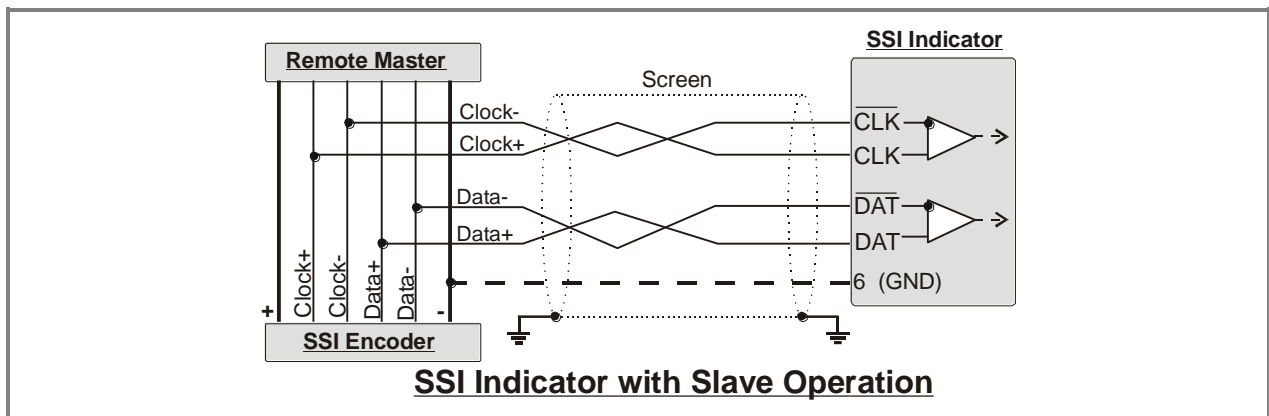 SSI Indicator
Remote Master
Screen
Clock-
CLK
Clock+
CLK
Data-
DAT
Data+
DAT
6 (GND)
+
Clock+
Clock-
Data+
Data-
-
SSI Encoder
SSI Indicator with Slave Operation